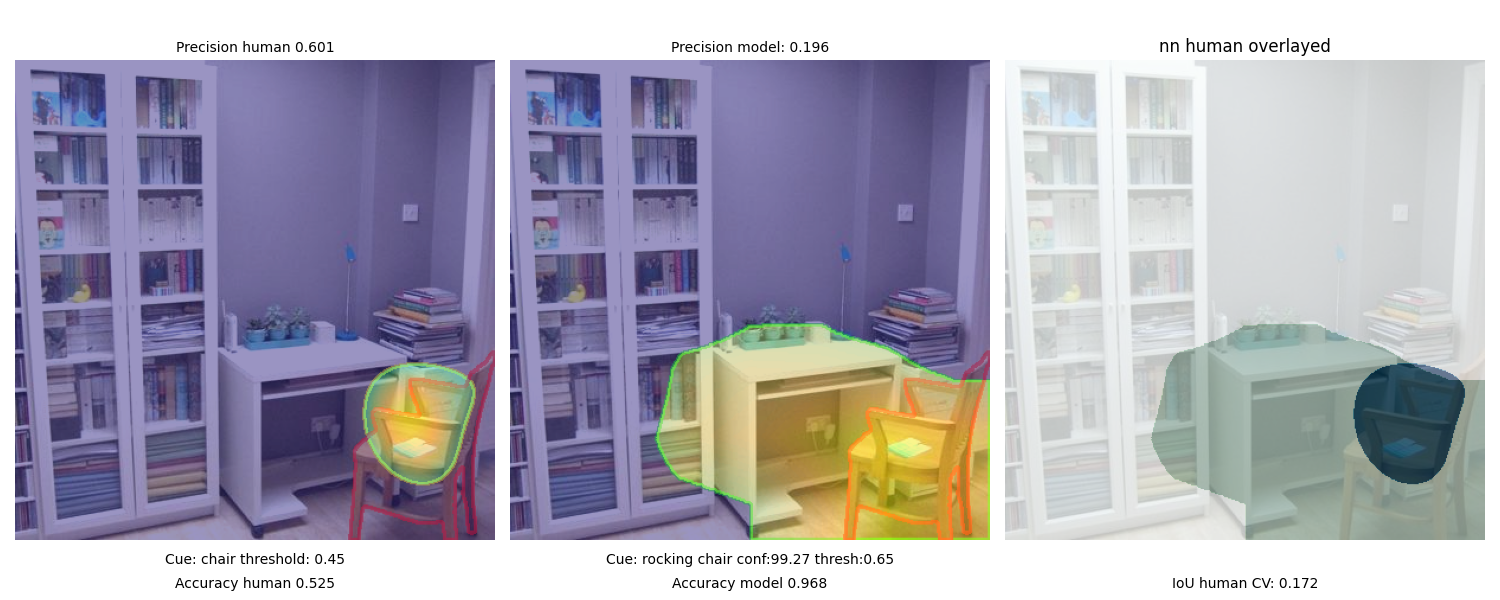 Precision human 0.601
Precision model: 0.196
nn human overlayed
Cue: chair threshold: 0.45
Cue: rocking chair conf:99.27 thresh:0.65
Accuracy human 0.525
Accuracy model 0.968
IoU human CV: 0.172